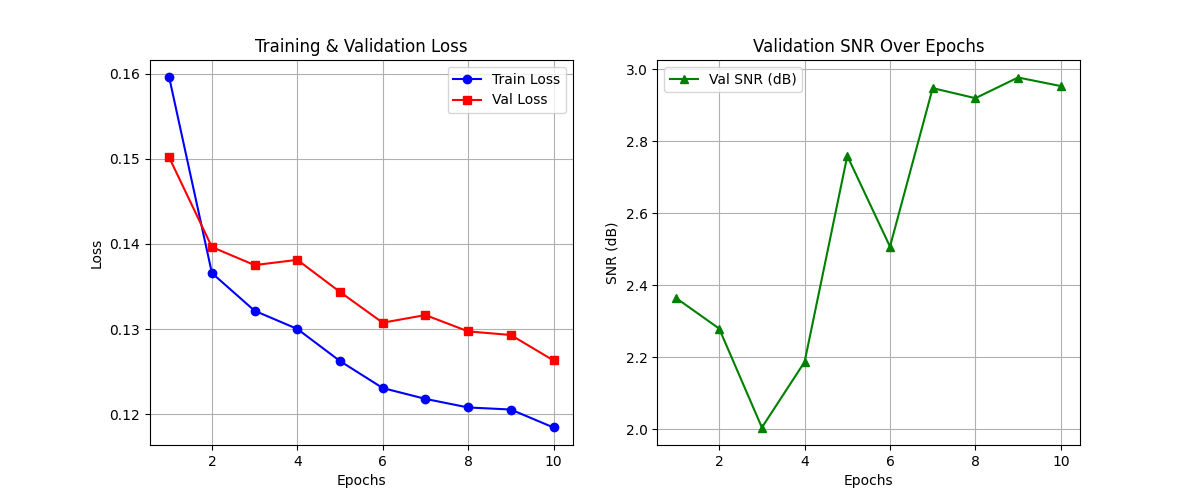 Training & Validation Loss
Train Loss
Val Loss
0.16
0.15
0.14
0.13
0.12
Loss
2
4
6
8
10
Epochs
Validation SNR Over Epochs
Val SNR (dB)
3.0
2.8
2.6
2.4
2.2
2.0
SNR (dB)
2
4
6
8
10
Epochs